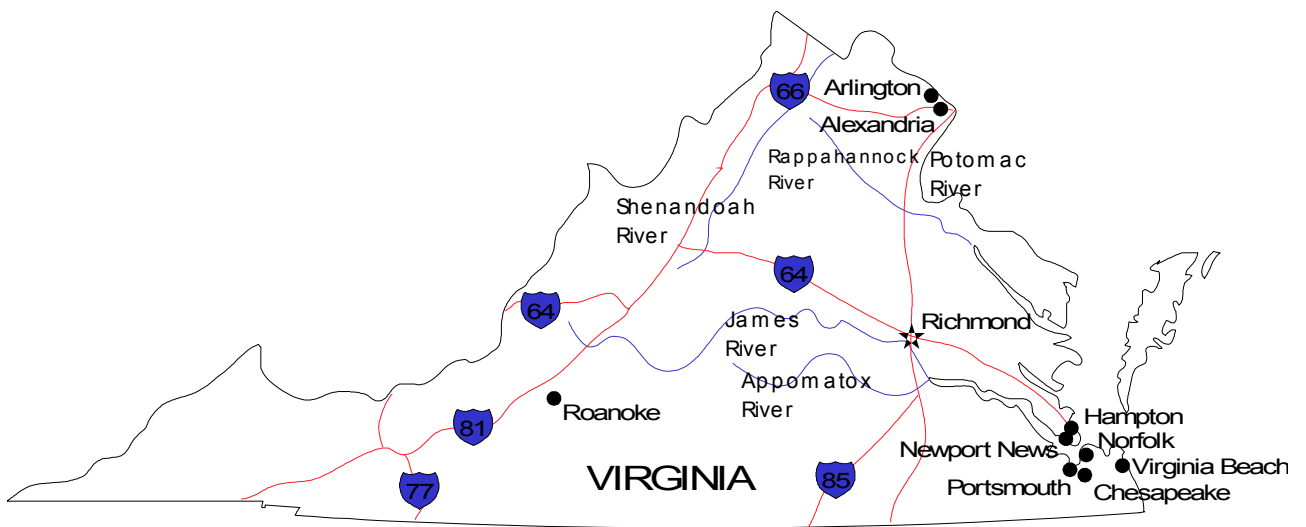 66
Arlington
Alexandria
Rappahannock
River
Potomac
River
Shenandoah
River
64
64
James
River
Richmond
Appomatox
River
Roanoke
81
Hampton
Norfolk
Newport News
Virginia Beach
VIRGINIA
77
85
Portsmouth
Chesapeake